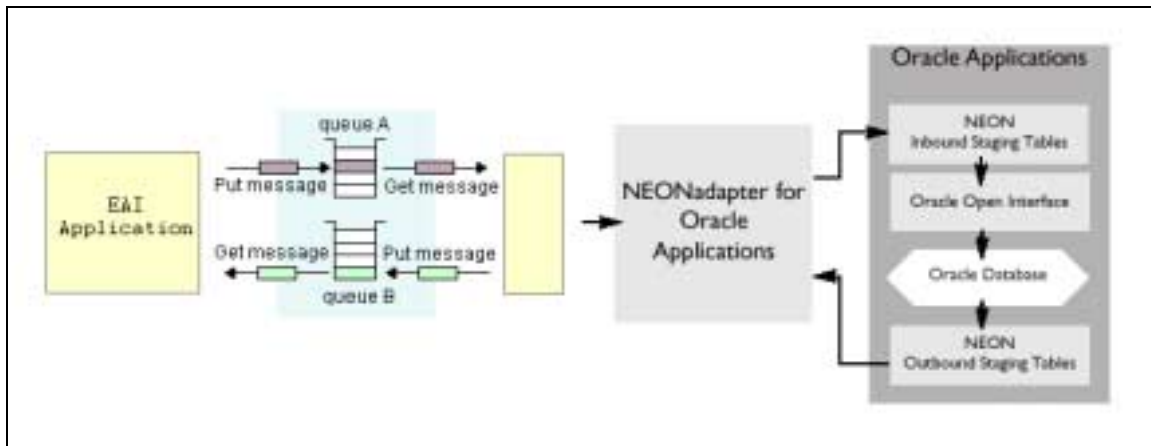 EAI
Application
queue A
Put message
Get message
Get message
Put message
queue B
NEONadapter for
Oracle
Applications
Oracle Applications
NEON
Inbound Staging Tables
Oracle Open Interface
Oracle Database
NEON
Outbound Staging Tables